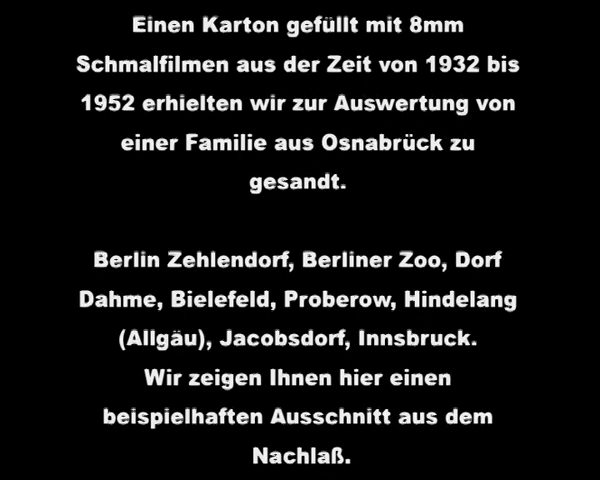 Einen Karton gefüllt mit 8mm
Schmalfilmen aus der Zeit von 1932 bis
1952 erhielten wir zur Auswertung von
einer Familie aus Osnabrück zu
gesandt.
Berlin Zehlendorf, Berliner Zoo, Dorf
Dahme, Bielefeld, Proberow, Hindelang
(Allgäu), Jacobsdorf, Innsbruck.
Wir zeigen Ihnen hier einen
beispielhaften Ausschnitt aus dem
Nachlaß.